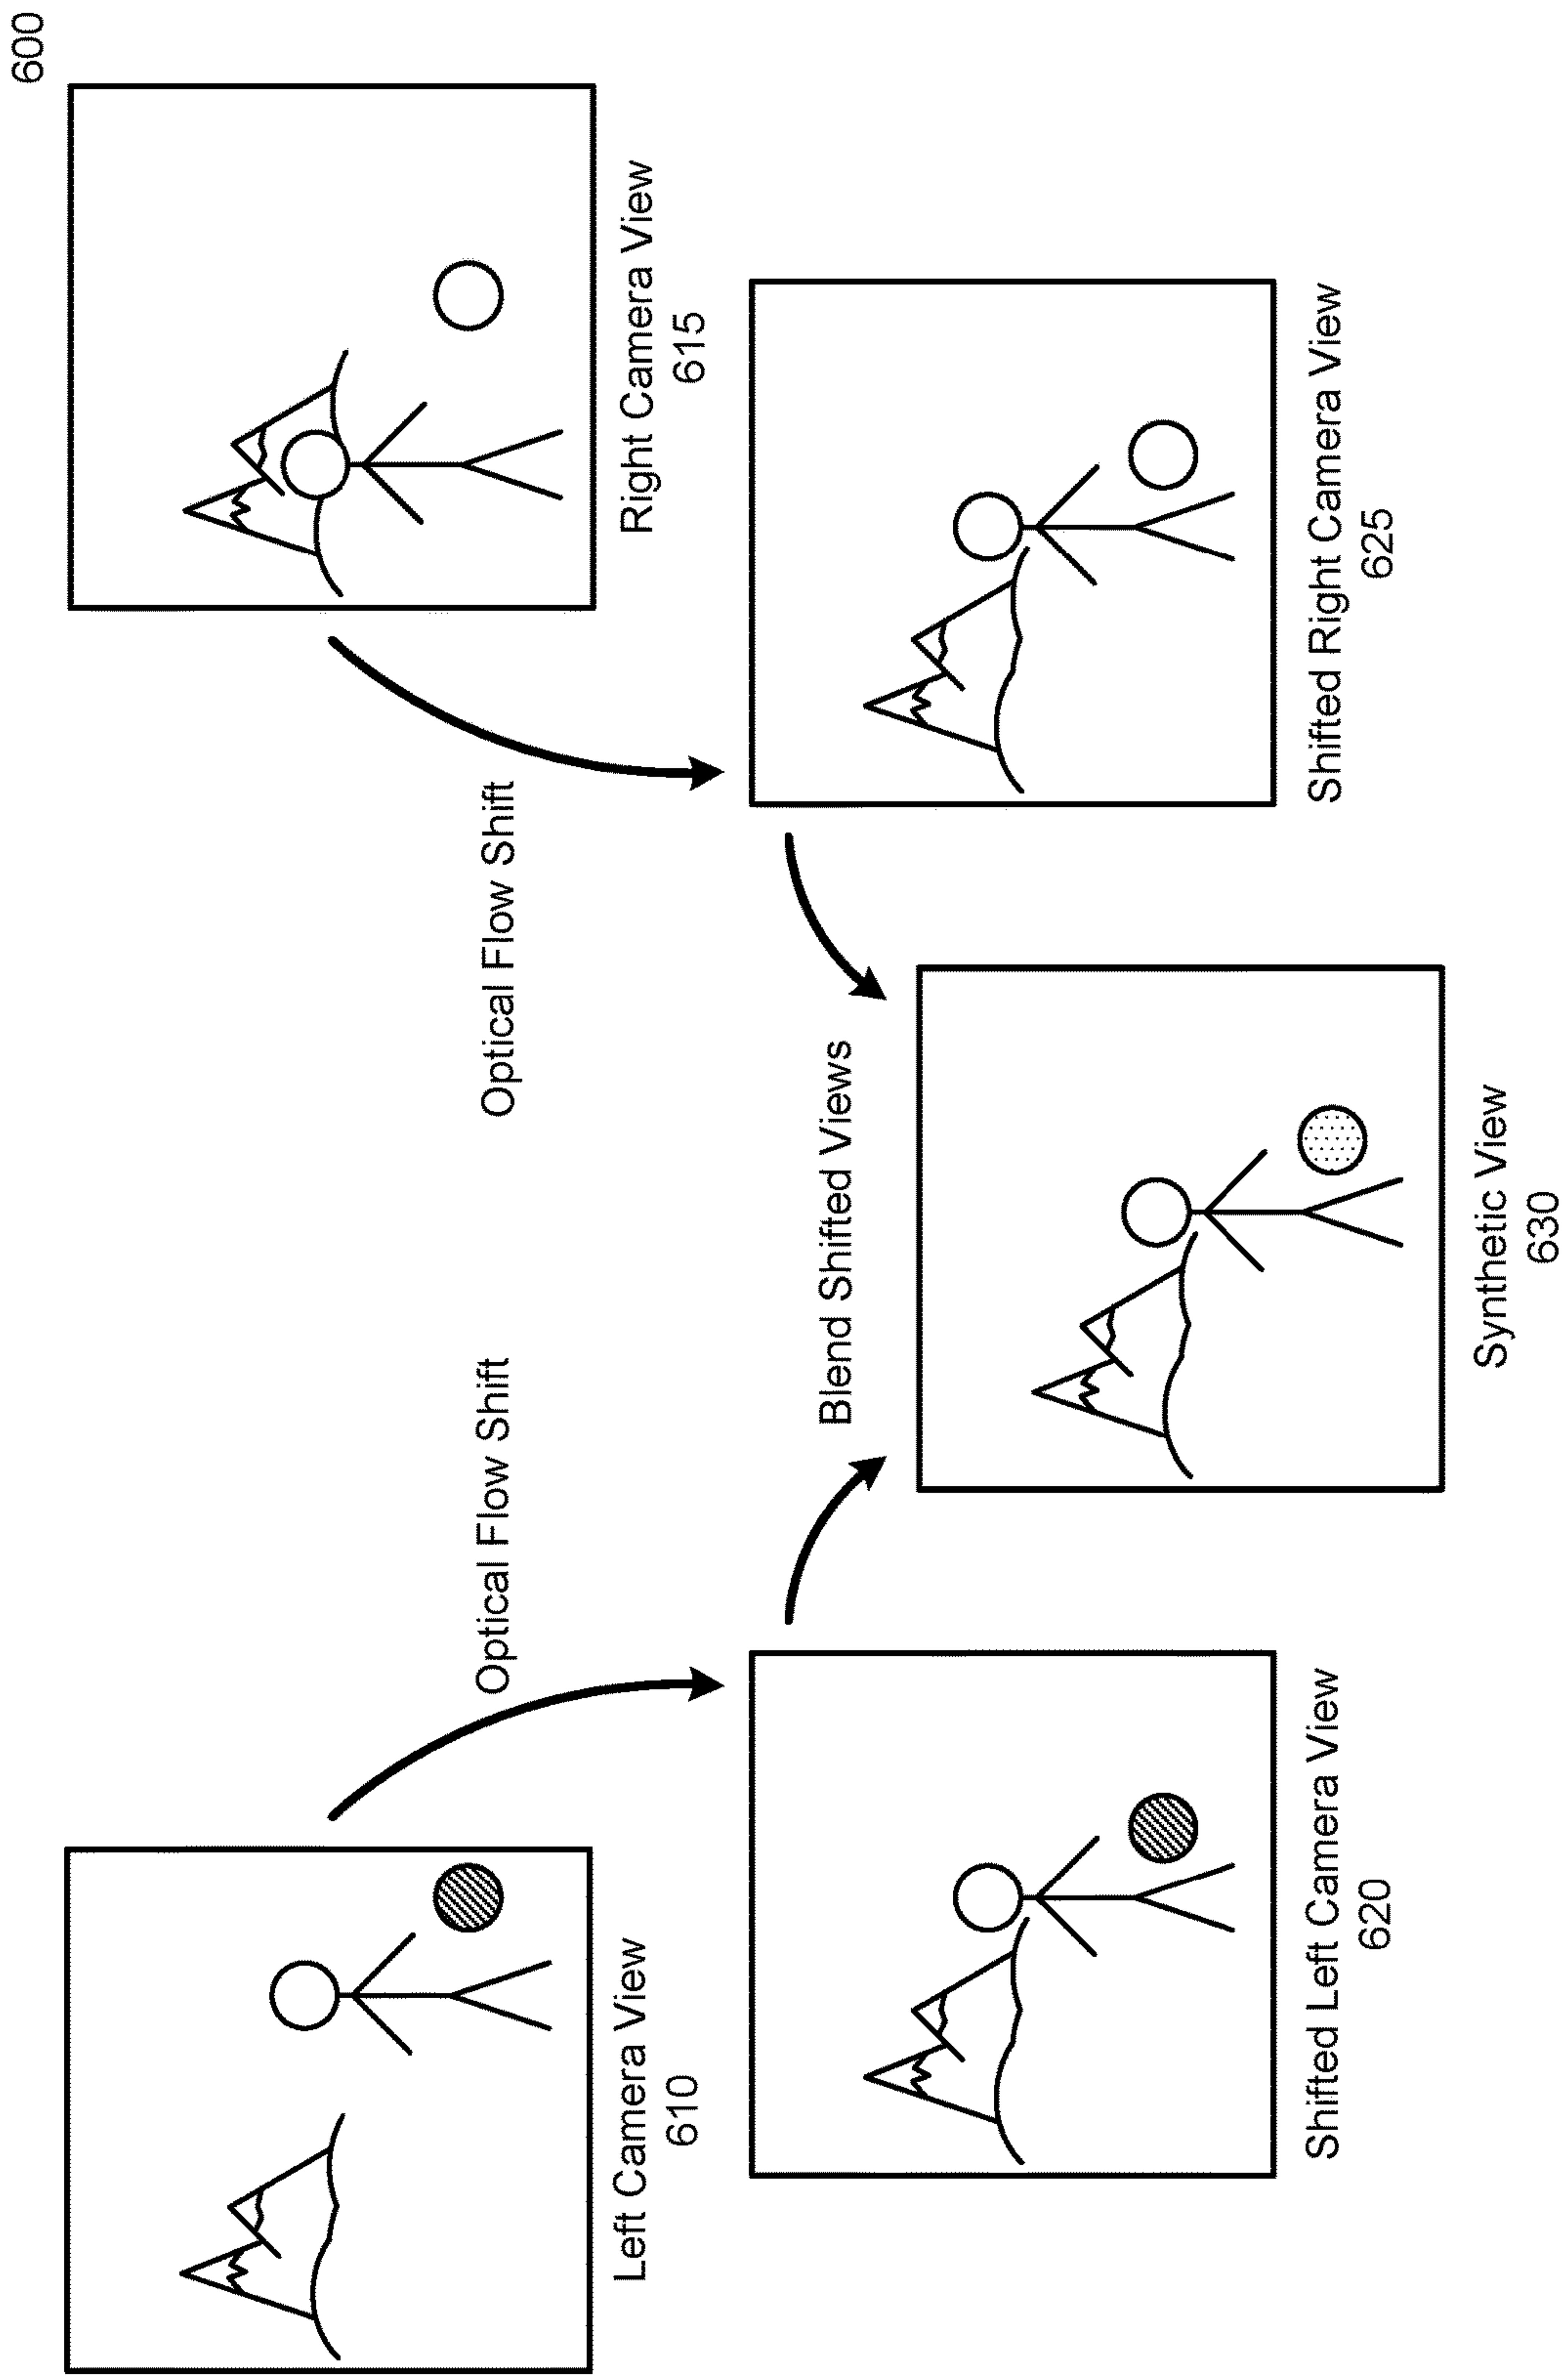 600
Left Camera View
610
Right Camera View
615
Optical Flow Shift
Optical Flow Shift
Shifted Left Camera View
620
Blend Shifted Views
Shifted Right Camera View
625
Synthetic View
630